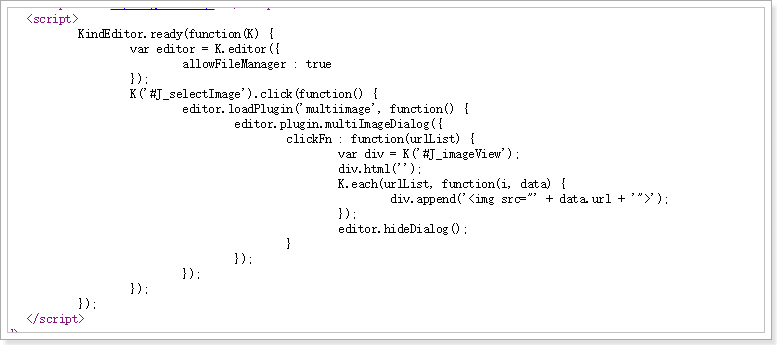 <script>
KindEditor.ready(function(K) {
var editor = K.editor({
allowFileManager : true
});
K('#J_selectImage').click(function() {
editor.loadPlugin('multiimage', function() {
editor.plugin.multiImageDialog({
clickFn : function(urlList) {
var div = K('#J_imageView');
div.html('');
K.each(urlList, function(i, data) {
div.append('<img src="' + data.url + '">');
});
editor.hideDialog();
}
});
});
});
});
</script>